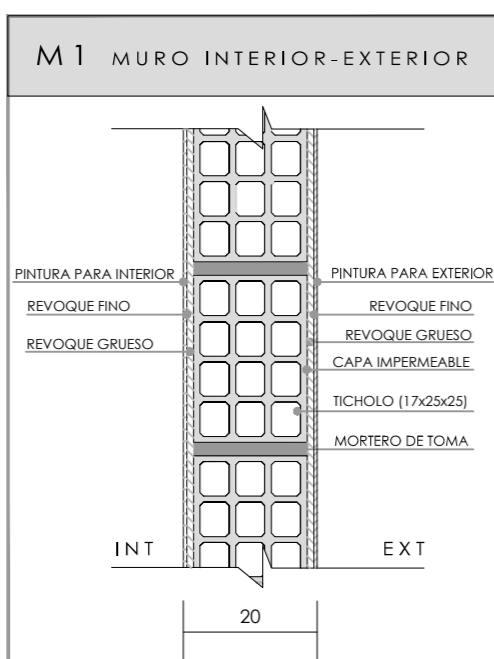 M1 MURO INTERIOR-EXTERIOR
PINTURA PARA INTERIOR
REVOQUE FINO
REVOQUE GRUESO
PINTURA PARA EXTERIOR
REVOQUE FINO
REVOQUE GRUESO
CAPA IMPERMEABLE
TICHOLO (17x25x25)
MORTERO DE TOMA
INT
EXT
20